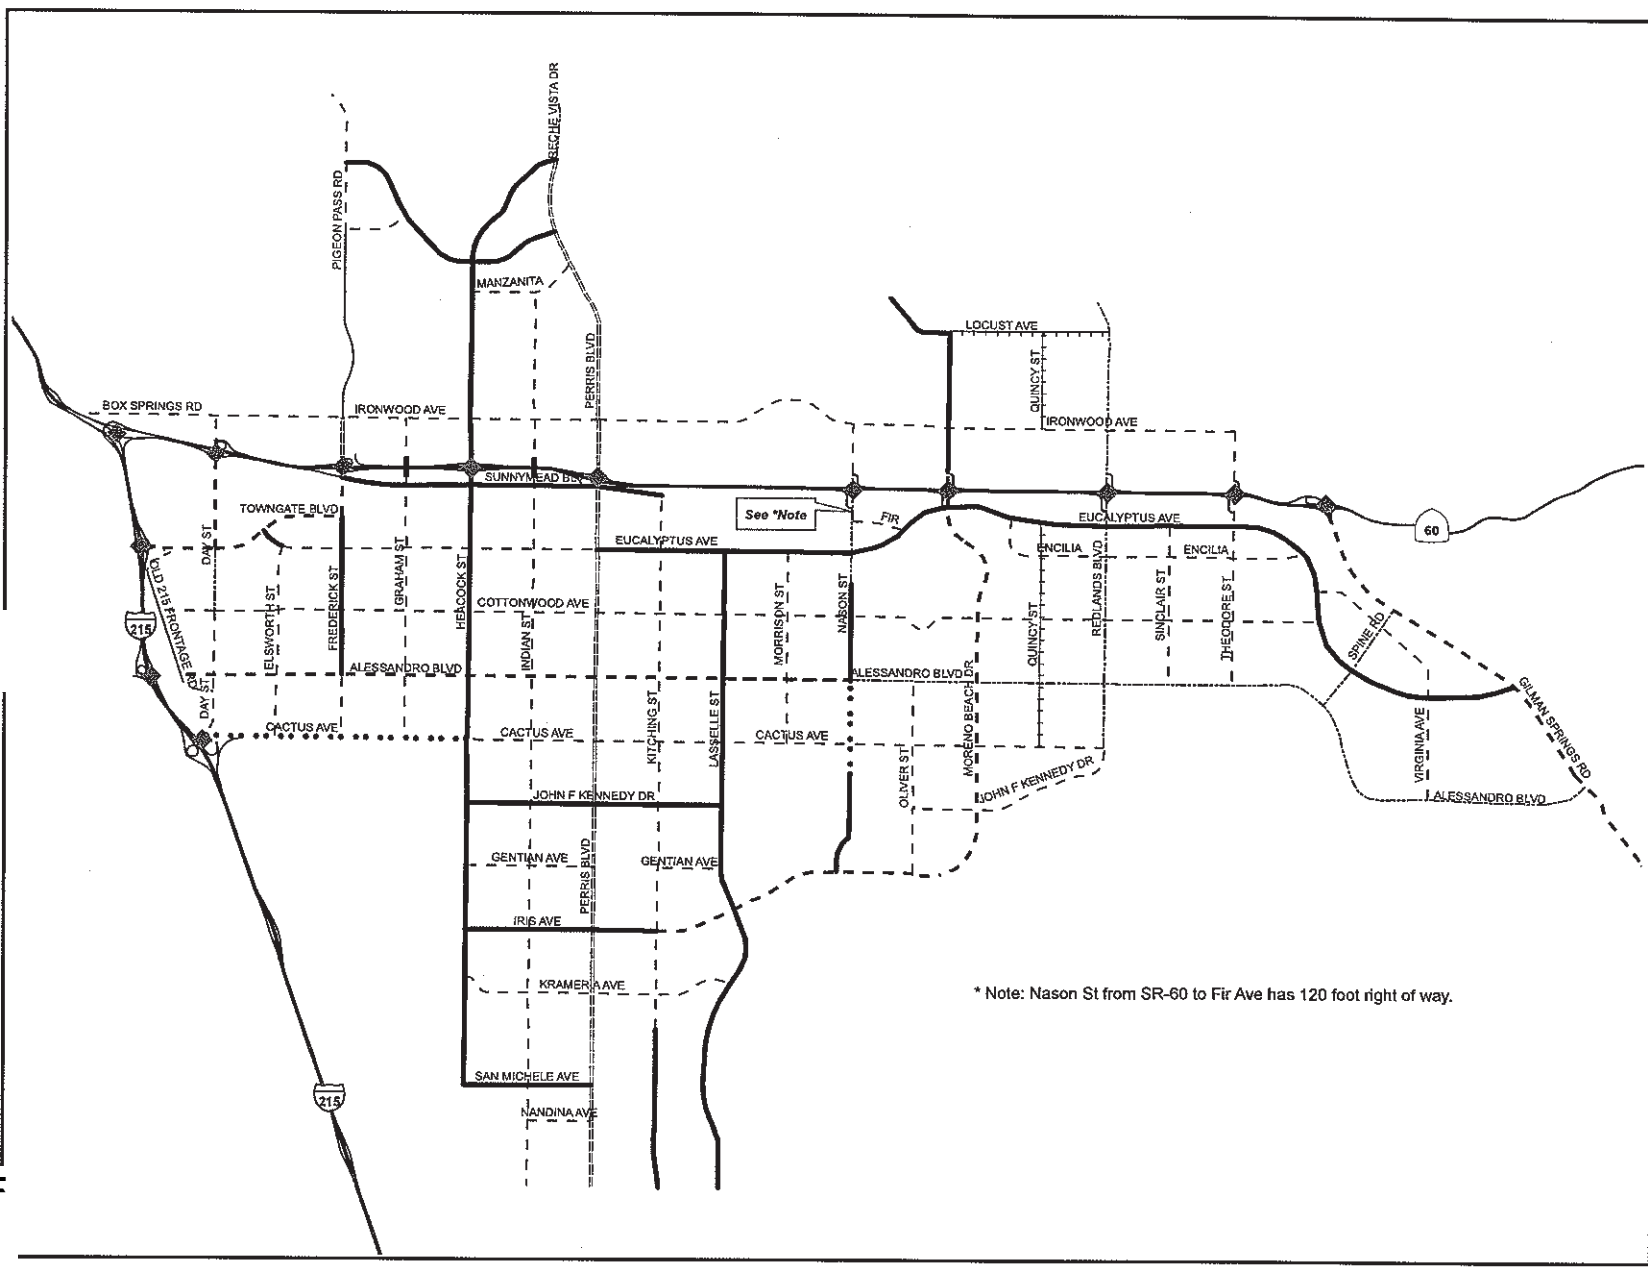 RECHE VISTA DR
PIGEON PASS RD
MANZANITA
PERRIS BLVD
LOCUST AVE
QUINCY ST
BOX SPRINGS RD
IRONWOOD AVE
IRONWOOD AVE
SUNNYMEAD
TOWNGATE BLVD
See *Note
FIR
EUCALYPTUS AVE
60
DAY ST
EUCALYPTUS AVE
ENCILIA
ENCILIA
OLD 215 FRONTAGE RD
GRAHAM ST
HEACOCK ST
ELSWORTH ST
FREDERICK ST
COTTONWOOD AVE
INDIAN ST
MORRISON ST
NASON ST
QUINCY ST
REDLANDS BLVD
SINCLAIR ST
THEODORE ST
SPINE RD
215
ALESSANDRO BLVD
ALESSANDRO BLVD
DAY ST
CACTUS AVE
CACTUS AVE
CACTUS AVE
KITCHING ST
LASSELLE ST
OLIVER ST
MORENO BEACH DR
JOHN F KENNEDY DR
VIRGINIA AVE
GILMAN SPRINGS RD
ALESSANDRO BLVD
JOHN F KENNEDY DR
GENTIAN AVE
GENTIAN AVE
PERRIS BLVD
IRIS AVE
KRAMERIA AVE
* Note: Nason St from SR-60 to Fir Ave has 120 foot right of way.
SAN MICHELE AVE
215
NANDINA AVE